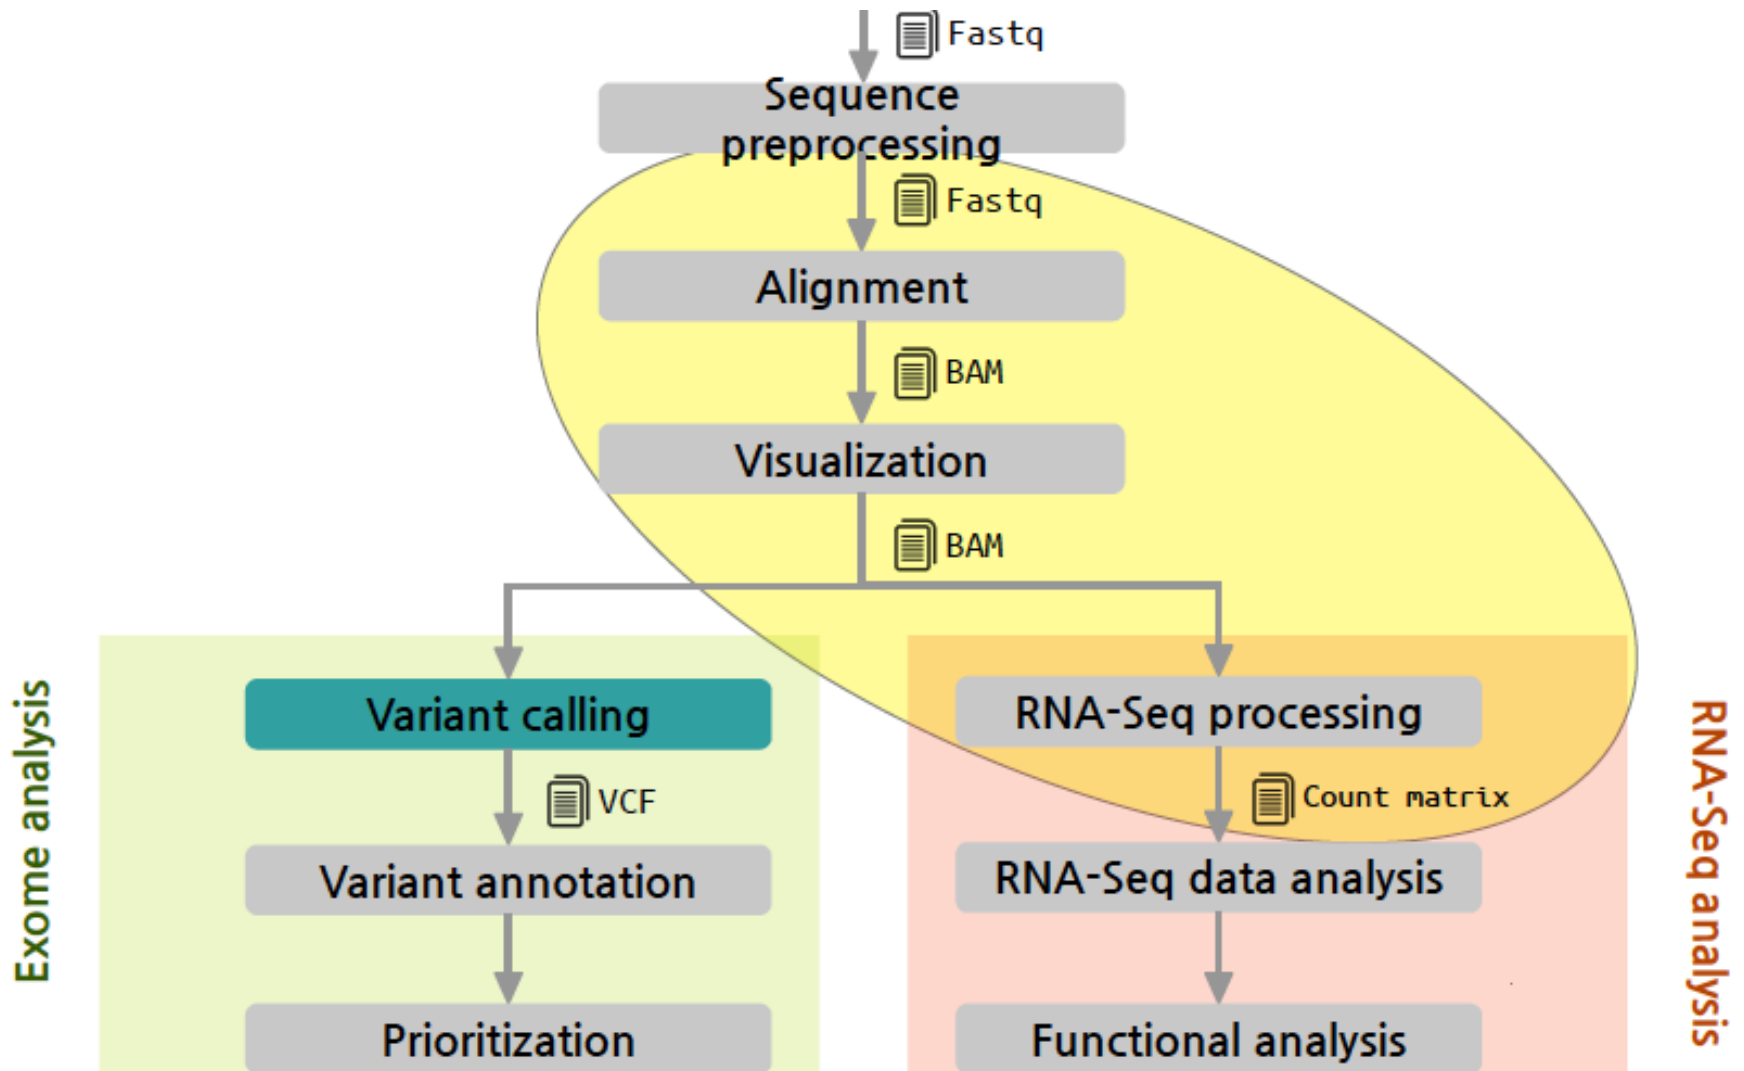 Fastq
Sequence
preprocessing
Fastq
Alignment
BAM
Visualization
BAM
Exome analysis
Variant calling
VCF
Variant annotation
Prioritization
RNA-Seq processing
Count matrix
RNA-Seq data analysis
Functional analysis
RNA-Seq analysis